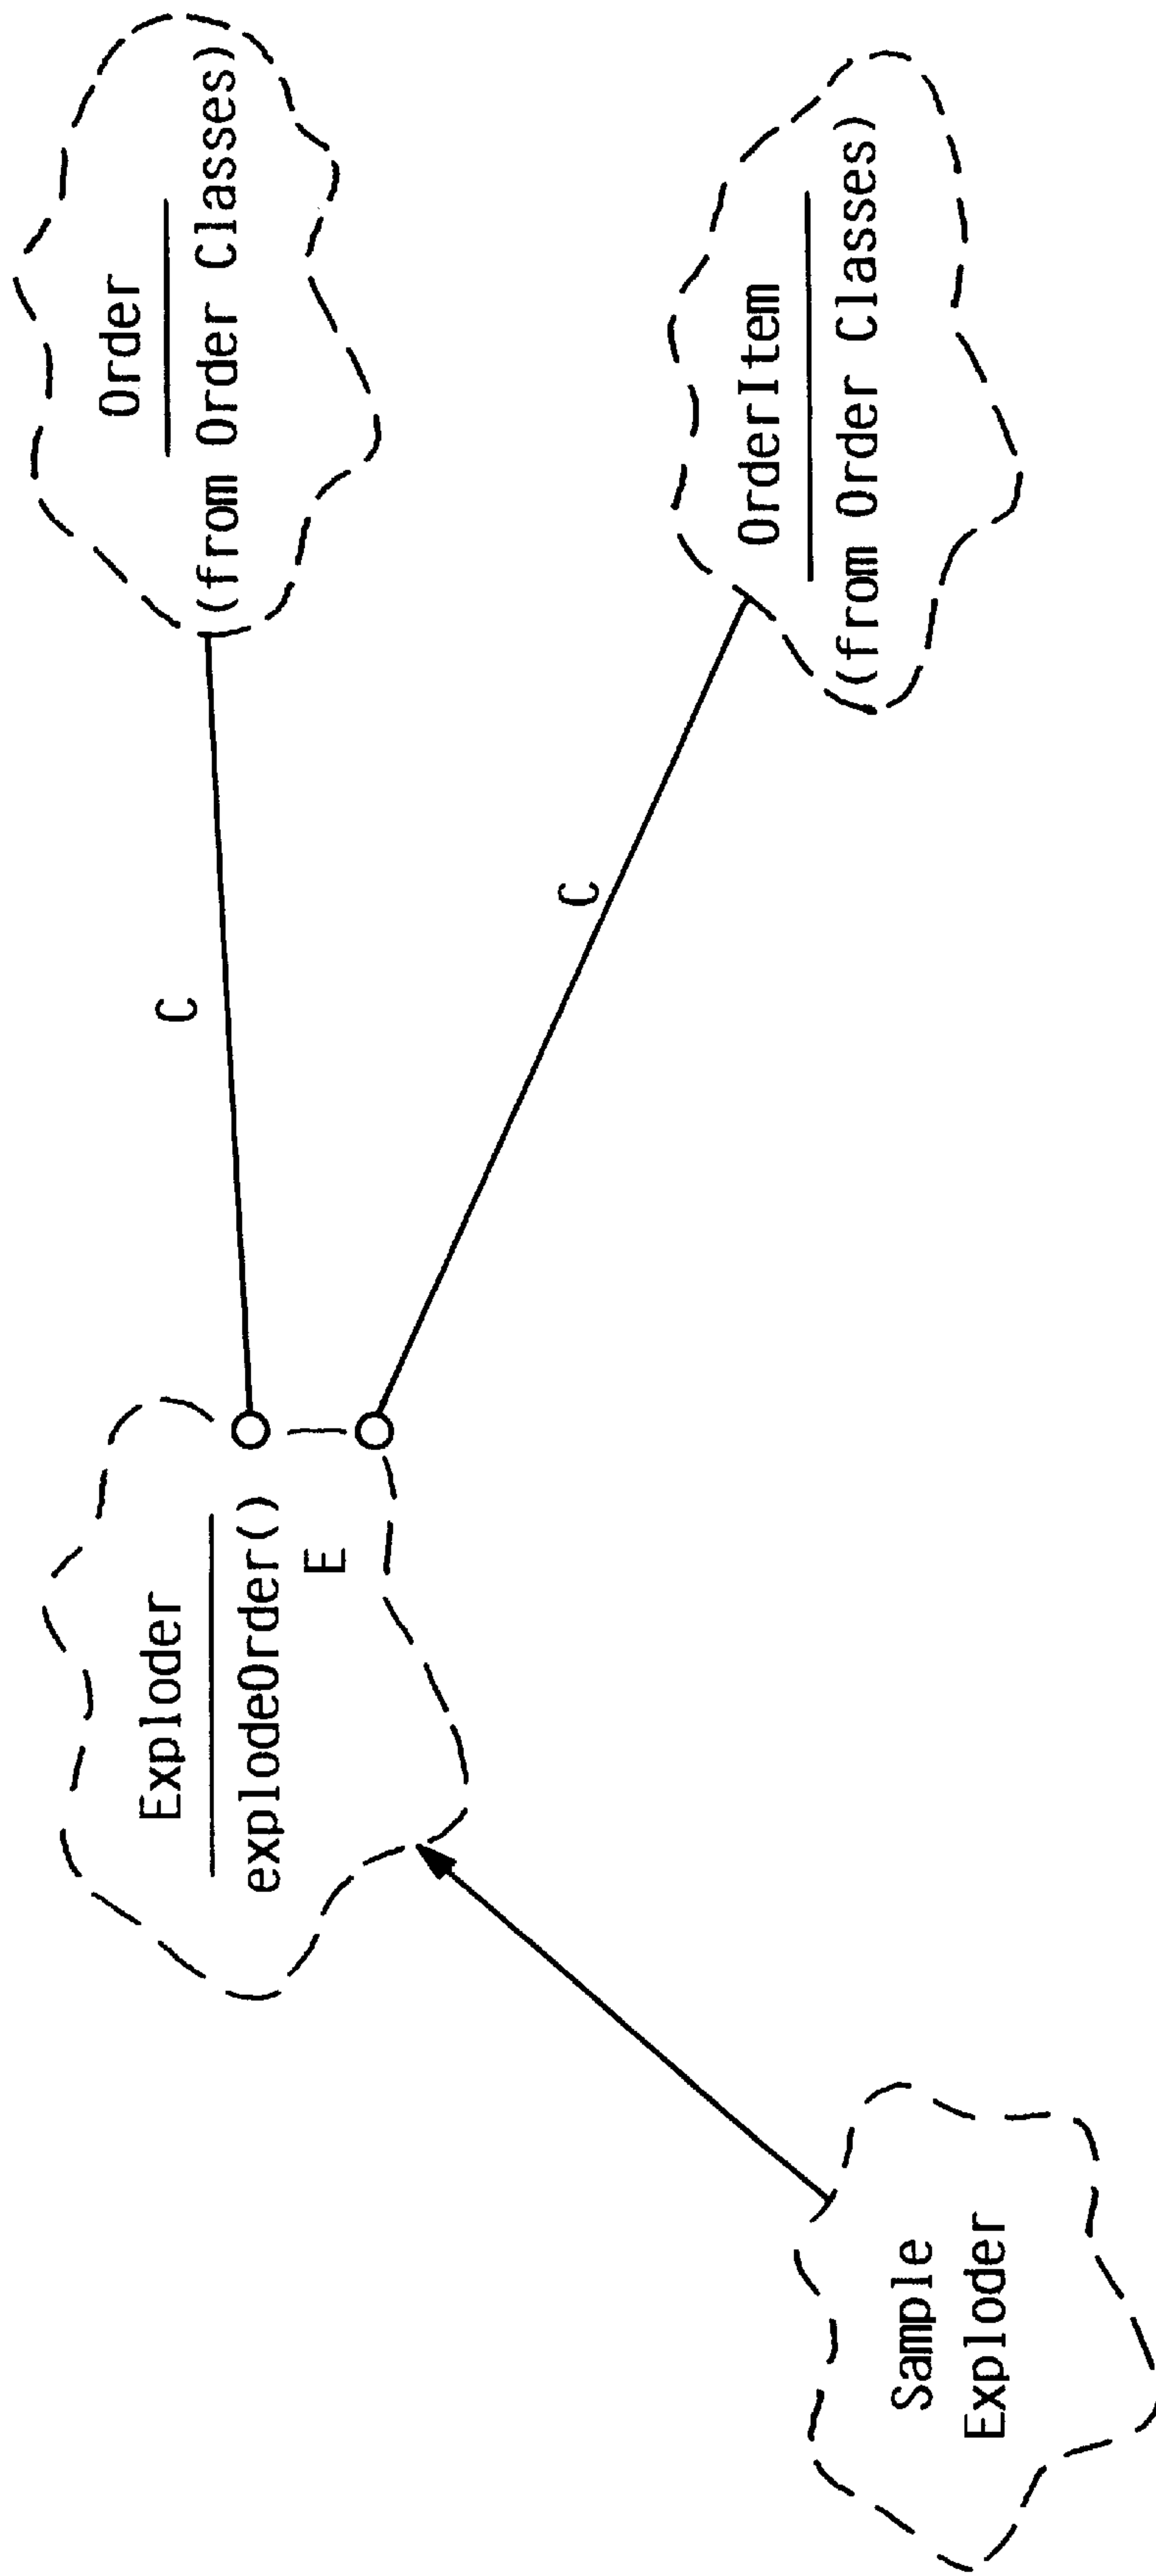 Exploder
explodeOrder()
E
C
Order
(from Order Classes)
C
OrderItem
(from Order Classes)
Sample
Exploder